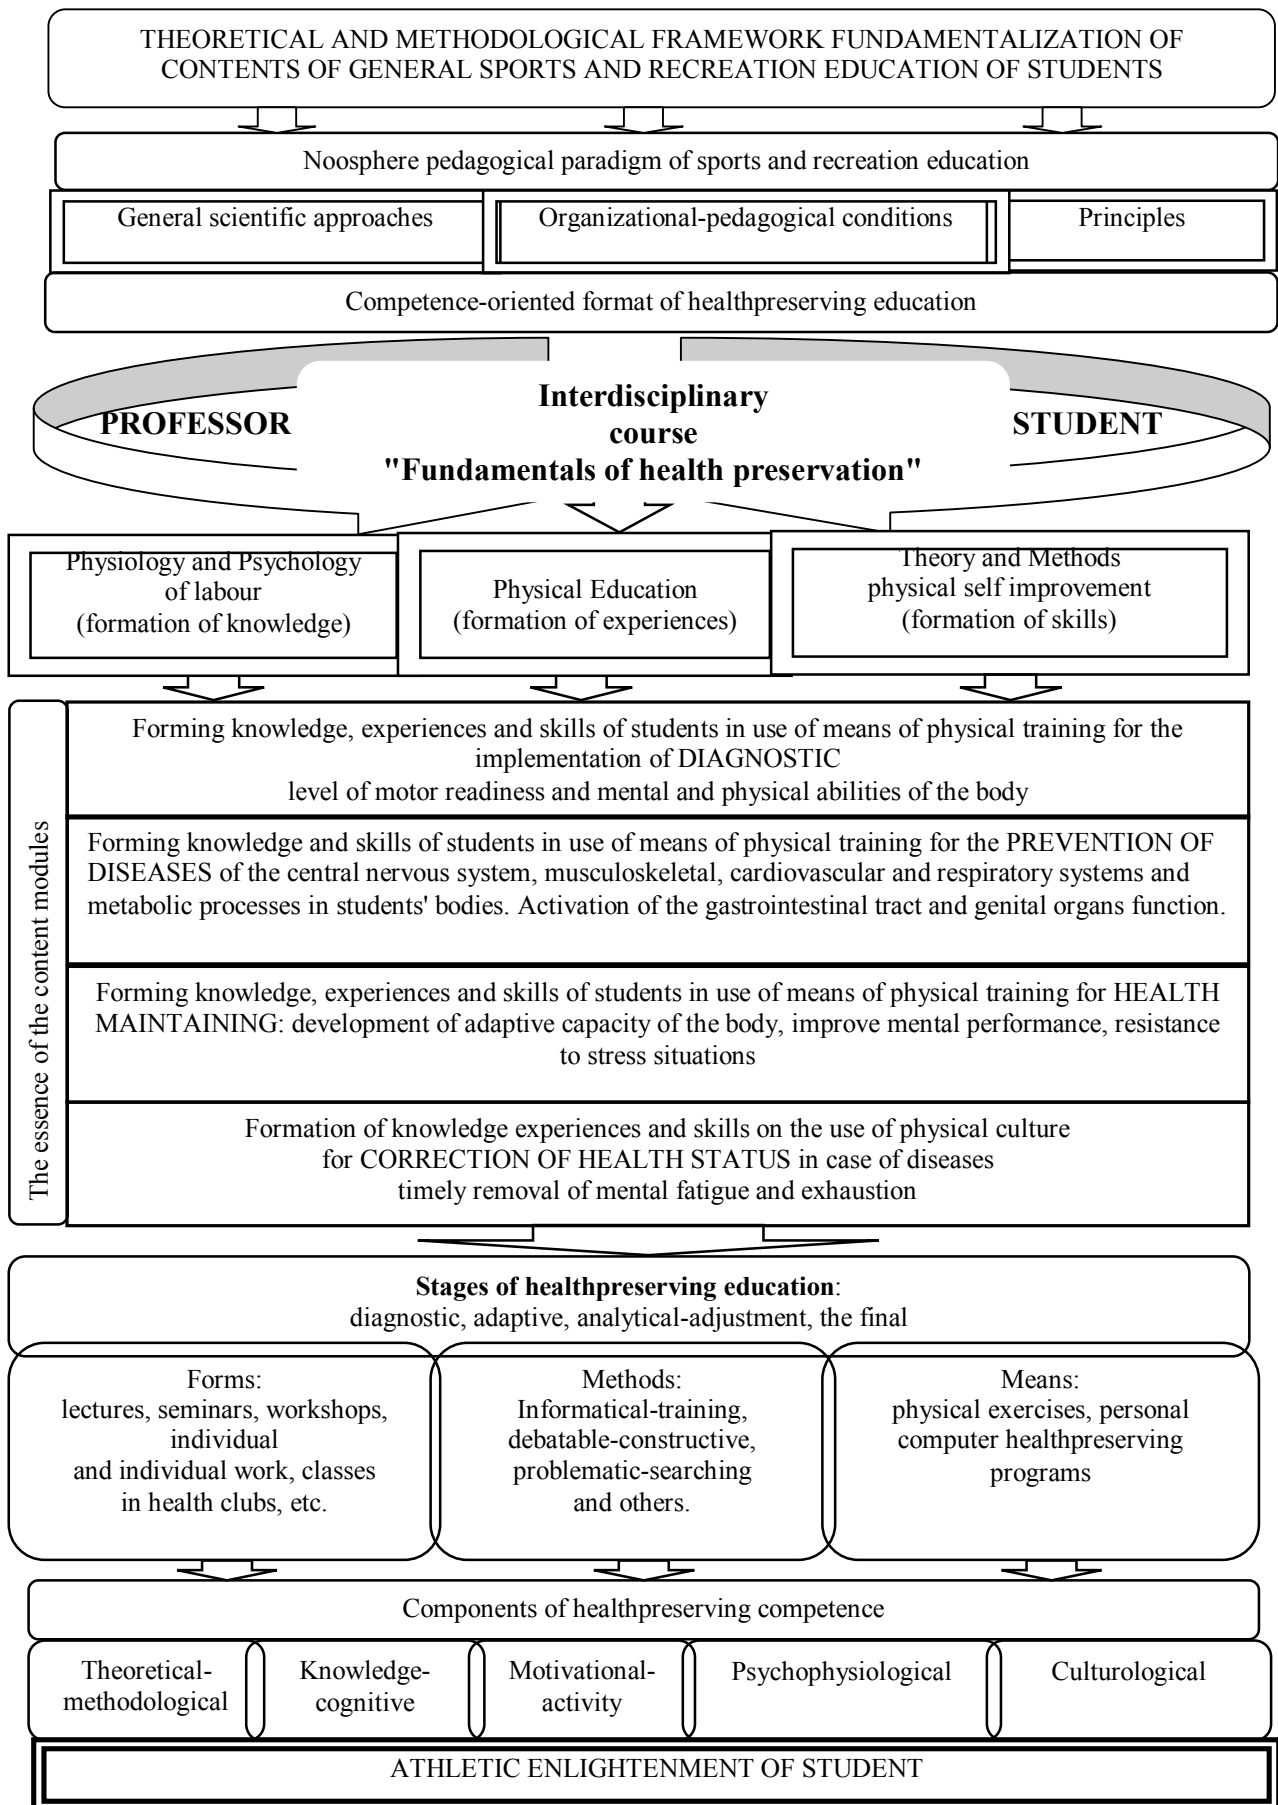 THEORETICAL AND METHODOLOGICAL FRAMEWORK FUNDAMENTALIZATION OF
CONTENTS OF GENERAL SPORTS AND RECREATION EDUCATION OF STUDENTS
Noosphere pedagogical paradigm of sports and recreation education
General scientific approaches
Organizational-pedagogical conditions
Principles
Competence-oriented format of healthpreserving education
PROFESSOR
Interdisciplinary
course
"Fundamentals of health preservation"
STUDENT
Physiology and Psychology
of labour
(formation of knowledge)
Physical Education
(formation of experiences)
Theory and Methods
physical self improvement
(formation of skills)
The essence of the content modules
Forming knowledge, experiences and skills of students in use of means of physical training for the
implementation of DIAGNOSTIC
level of motor readiness and mental and physical abilities of the body
Forming knowledge and skills of students in use of means of physical training for the PREVENTION OF
DISEASES of the central nervous system, musculoskeletal, cardiovascular and respiratory systems and
metabolic processes in students' bodies. Activation of the gastrointestinal tract and genital organs function.
Forming knowledge, experiences and skills of students in use of means of physical training for HEALTH
MAINTAINING: development of adaptive capacity of the body, improve mental performance, resistance
to stress situations
Formation of knowledge experiences and skills on the use of physical culture
for CORRECTION OF HEALTH STATUS in case of diseases
timely removal of mental fatigue and exhaustion
Stages of healthpreserving education:
diagnostic, adaptive, analytical-adjustment, the final
Forms:
lectures, seminars, workshops,
individual
and individual work, classes
in health clubs, etc.
Methods:
Informatical-training,
debatable-constructive,
problematic-searching
and others.
Means:
physical exercises, personal
computer healthpreserving
programs
Components of healthpreserving competence
Theoretical-
methodological
Knowledge-
cognitive
Motivational-
activity
Psychophysiological
Culturological
ATHLETIC ENLIGHTENMENT OF STUDENT